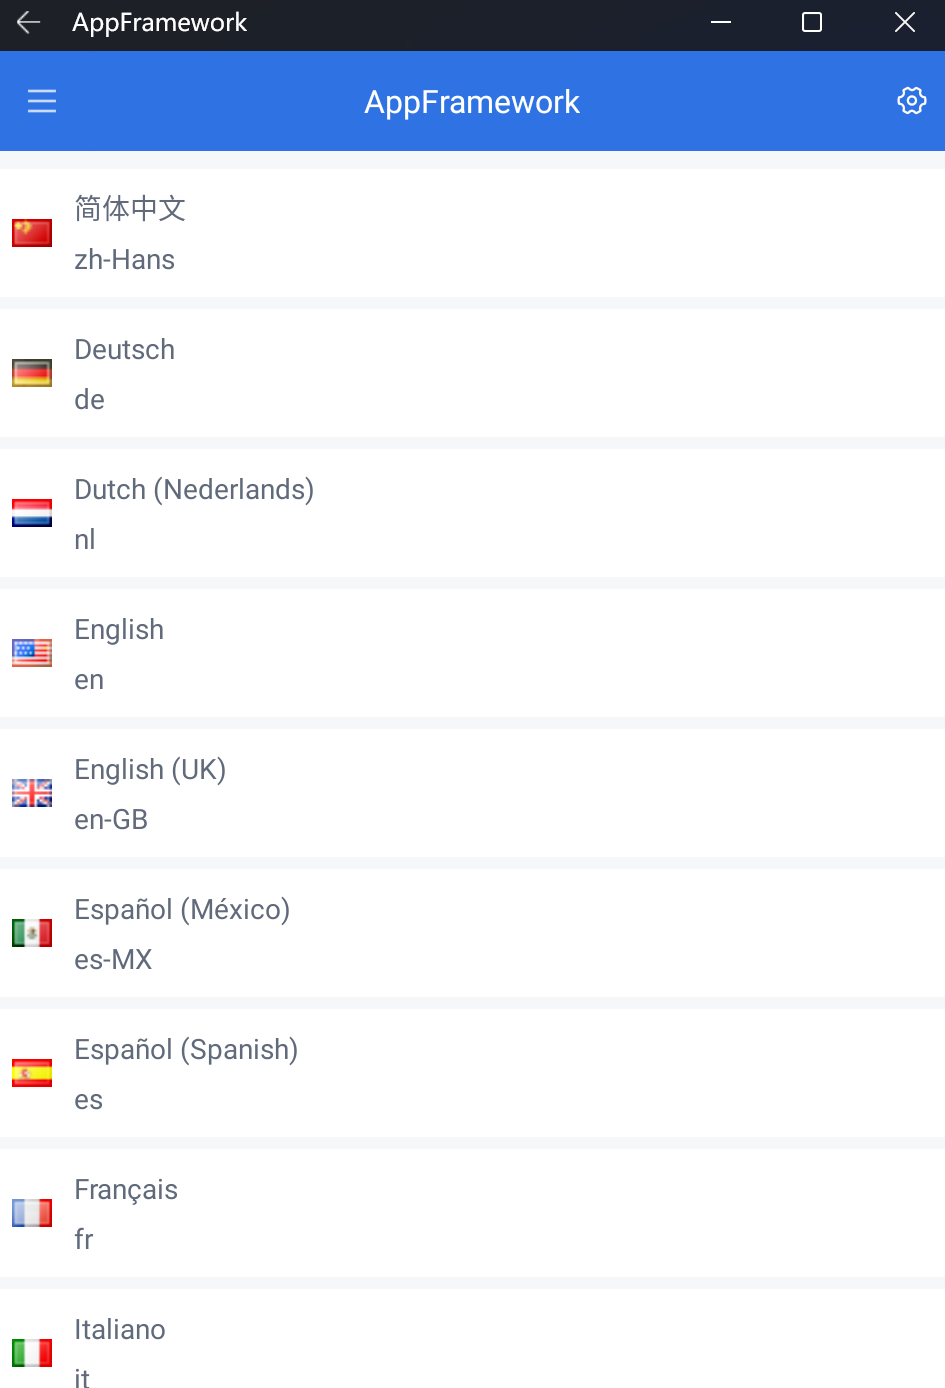 AppFramework
AppFramework
简体中文
zh-Hans
Deutsch
de
Dutch (Nederlands)
nl
English
en
English (UK)
en-GB
Español (México)
es-MX
Español (Spanish)
es
Français
fr
Italiano
it